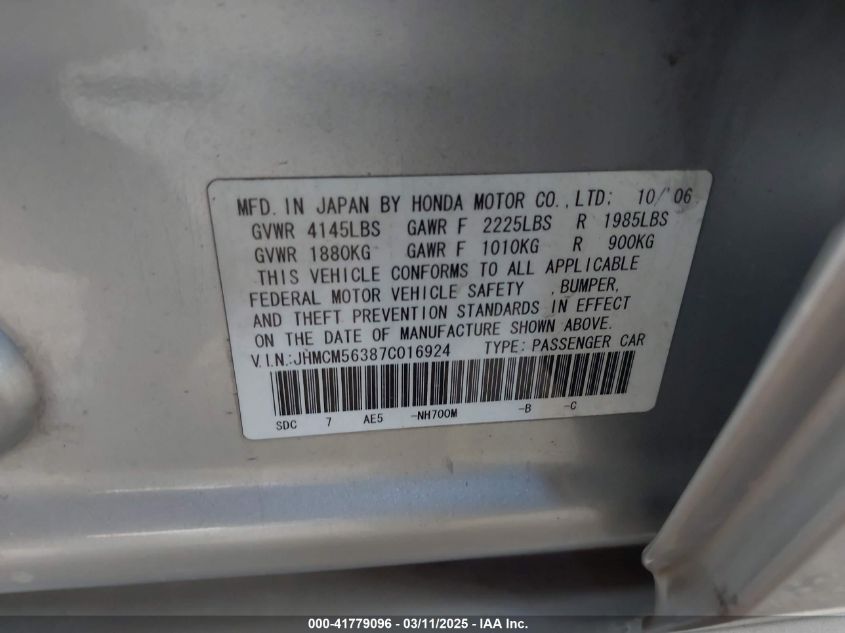 MFD. IN JAPAN BY HONDA MOTOR CO.,LTD: 10/'06
GVWR 4145LBS GAWR F 2225LBS R 1985LBS
GVWR 1880KG GAWR F 1010KG R 900KG
THIS VEHICLE CONFORMS TO ALL APPLICABLE
FEDERAL MOTOR VEHICLE SAFETY , BUMPER,
AND THEFT PREVENTION STANDARDS IN EFFECT
ON THE DATE OF MANUFACTURE SHOWN ABOVE.
V.I.N.:JHMCM56387C016924 TYPE: PASSENGER CAR
SDC 7 AE5 -NH700M -B -C
000-41779096 - 03/11/2025 - IAA Inc.